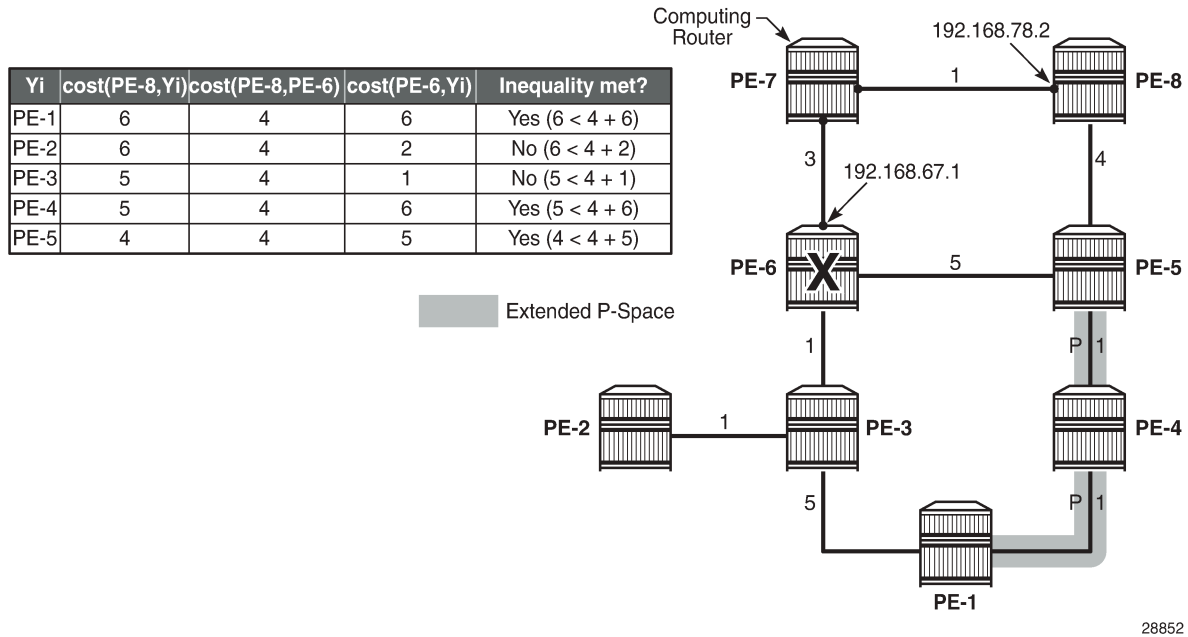 Computing
Router
192.168.78.2
PE-7
1
PE-8
Yi cost(PE-8,Yi) cost(PE-8,PE-6) cost(PE-6,Yi) Inequality met?
PE-1 6 4 6 Yes (6 < 4 + 6)
PE-2 6 4 2 No (6 < 4 + 2)
PE-3 5 4 1 No (5 < 4 + 1)
PE-4 5 4 6 Yes (5 < 4 + 6)
PE-5 4 4 5 Yes (4 < 4 + 5)
3
192.168.67.1
4
PE-6
X
5
PE-5
Extended P-Space
1
P 1
PE-2
1
PE-3
PE-4
5
P 1
PE-1
28852